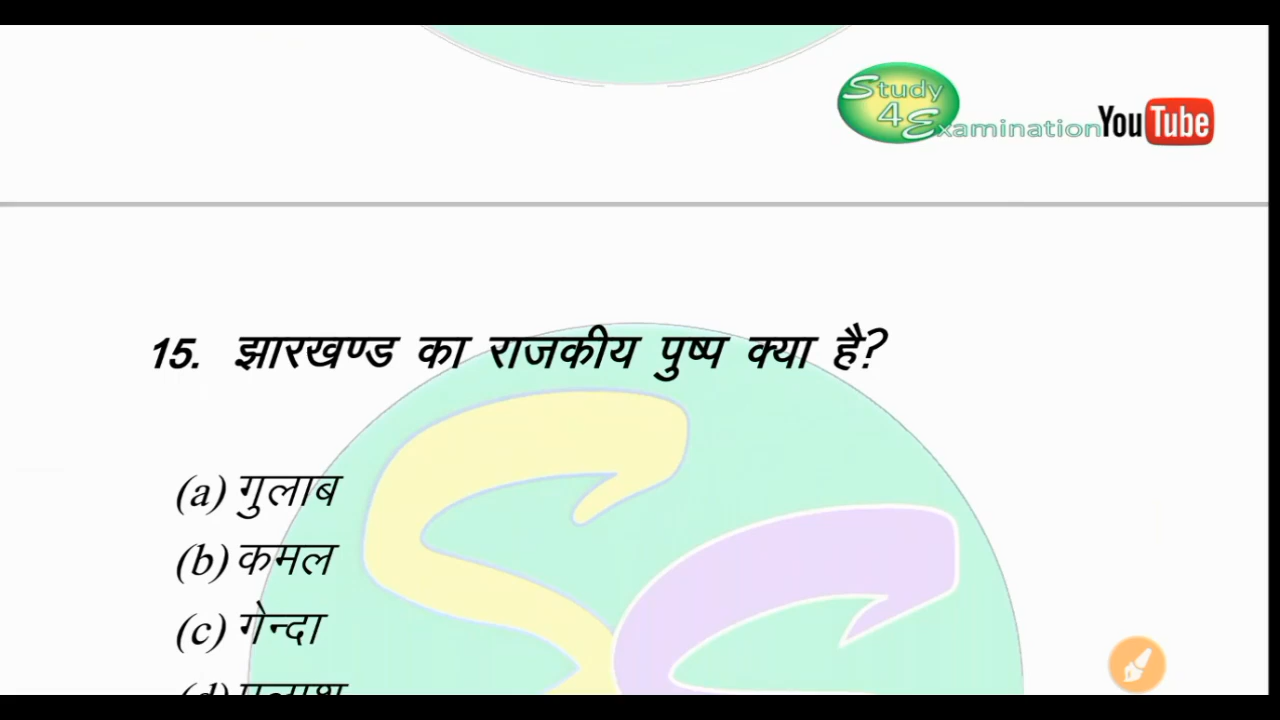 Study
4 Examination YouTube
15. झारखण्ड का राजकीय पुष्प क्या है?
(a) गुलाब
(b) कमल
(c) गेन्दा
(d)